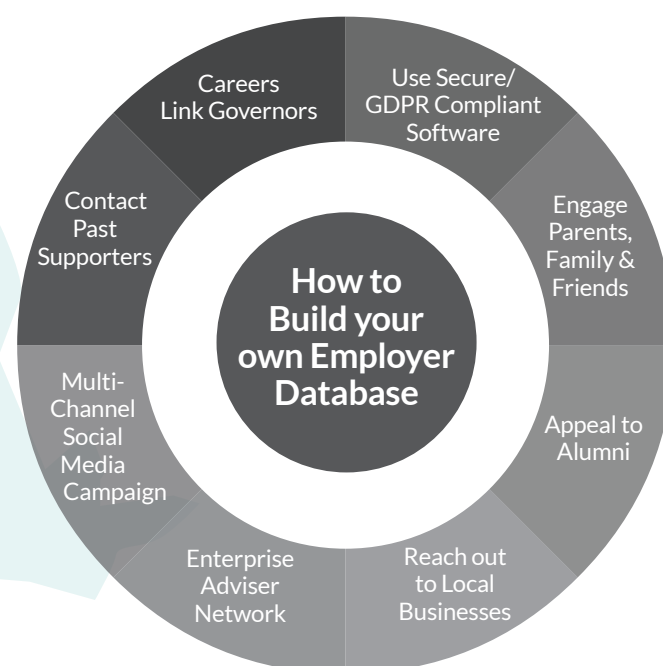 How to
Build your
own Employer
Database
Use Secure/
GDPR Compliant
Software
Engage
Parents,
Family &
Friends
Appeal to
Alumni
Reach out
to Local
Businesses
Enterprise
Adviser
Network
Multi-
Channel
Social
Media
Campaign
Contact
Past
Supporters
Careers
Link Governors